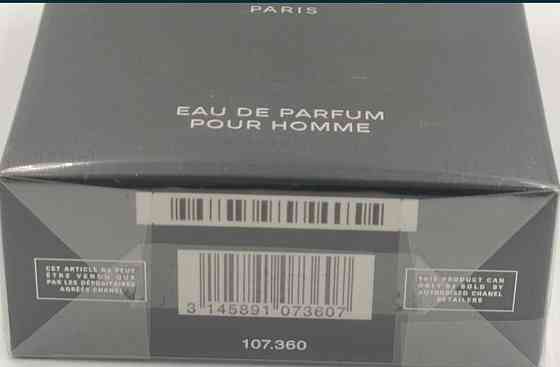 PARIS
EAU DE PARFUM
POUR HOMME
CET ARTICLE NE PEUT
ÊTRE VENDU QUE
PAR LES DÉPOSITAIRES
AGRÉÉS CHANEL
THIS PRODUCT CAN
ONLY BE SOLD BY
AUTHORISED CHANEL
RETAILERS
3 145891 073607
107.360